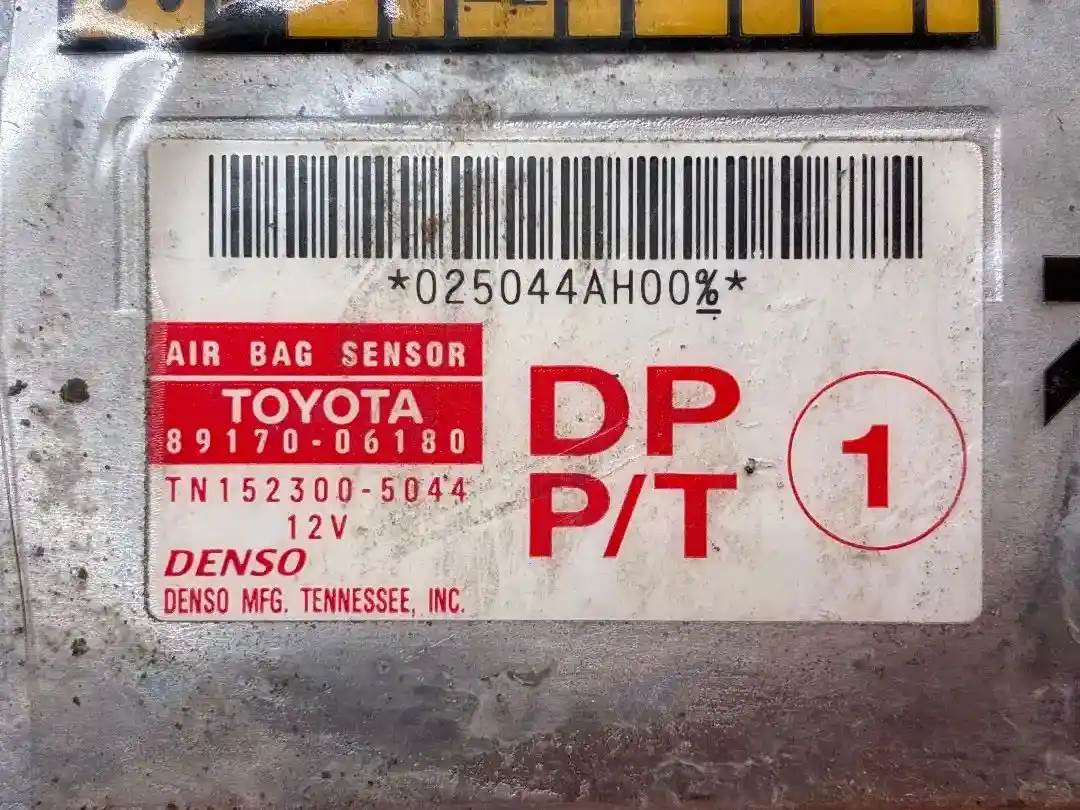 *025044AH00%*
AIR BAG SENSOR
TOYOTA
89170-06180
TN152300-5044
12V
DENSO
DENSO MFG. TENNESSEE, INC.
DP
P/T
1